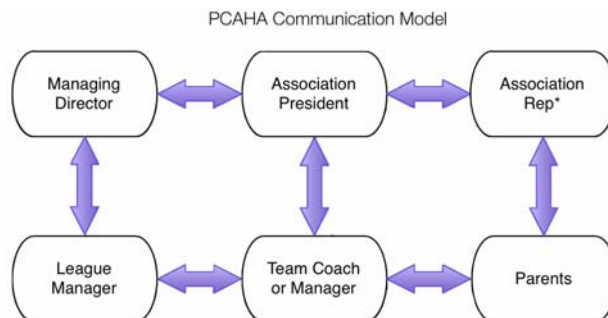 PCAHA Communication Model
Managing
Director
Association
President
Association
Rep*
League
Manager
Team Coach
or Manager
Parents